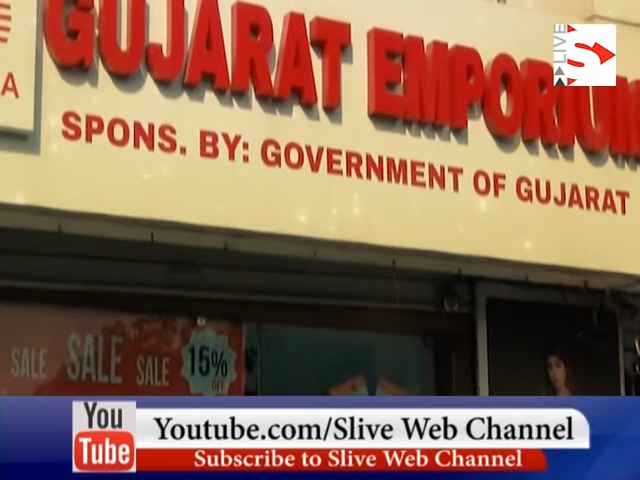 GUJARAT EMPORIUM
SPONS. BY: GOVERNMENT OF GUJARAT
E
A
LIVE
S
SALE SALE SALE 15%
OFF
You
Tube
Youtube.com/Slive Web Channel
Subscribe to Slive Web Channel